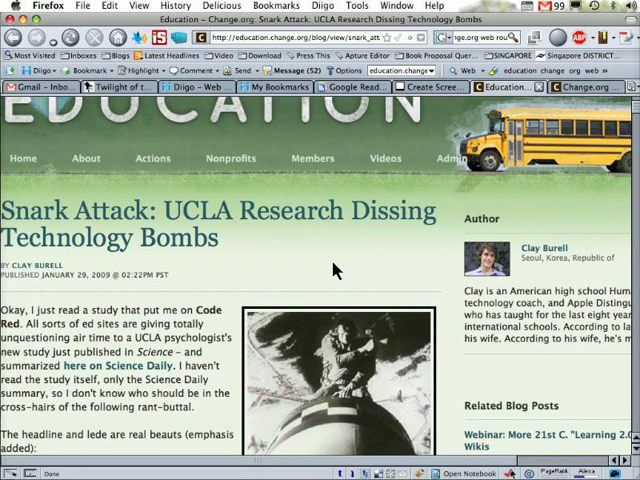 Firefox File Edit View History Delicious Bookmarks Diigo Tools Window Help 99
Education - Change.org: Snark Attack: UCLA Research Dissing Technology Bombs
http://education.change.org/blog/view/snark_att
nge.org web rou
Most Visited Inboxes Blogs Latest Headlines Video Download Press This Apture Editor Bookmarklet SINGAPORE Singapore DISTRICT...
Diigo Bookmark Highlight Comment Send Message (52) Options education.change Web education change org web »
Gmail - Inbo... Twilight of t... Diigo - Web ... My Bookmarks Google Read... Create Scree... Education... Change.org ...
EDUCATION
Home About Actions Nonprofits Members Videos Admin
Snark Attack: UCLA Research Dissing
Technology Bombs
BY CLAY BURELL
PUBLISHED JANUARY 29, 2009 @ 02:22PM PST
Okay, I just read a study that put me on Code
Red. All sorts of ed sites are giving totally
unquestioning air time to a UCLA psychologist's
new study just published in Science – and
summarized here on Science Daily. I haven't
read the study itself, only the Science Daily
summary, so I don't know who should be in the
cross-hairs of the following rant-buttal.
The headline and lede are real beauts (emphasis
added):
Author
Clay Burell
Seoul, Korea, Republic of
Clay is an American high school Huma
technology coach, and Apple Distingu
who has taught for the last eight year
international schools. According to la
his wife. According to his wife, he's m
Related Blog Posts
Webinar: More 21st C. "Learning 2.0
Wikis
Done
Open Notebook PageRank Alexa